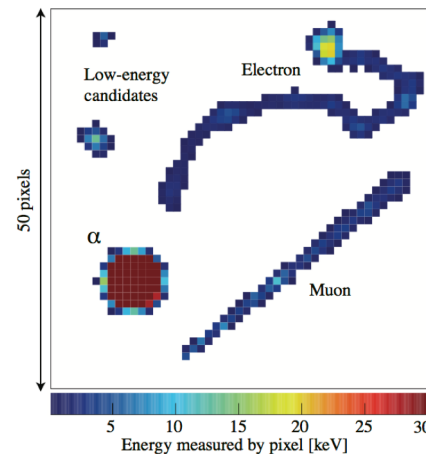 Electron
Low-energy
candidates
50 pixels
α
Muon
5
10
15
20
25
30
Energy measured by pixel [keV]